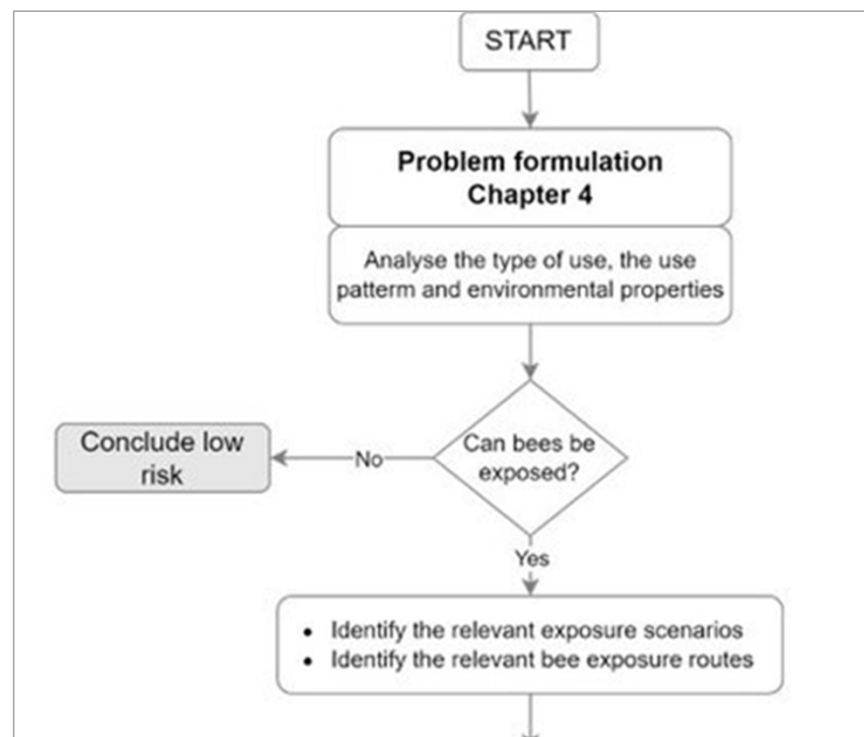 START
Problem formulation
Chapter 4
Analyse the type of use, the use
patterm and environmental properties
Can bees be
exposed?
No
Conclude low
risk
Yes
• Identify the relevant exposure scenarios
• Identify the relevant bee exposure routes